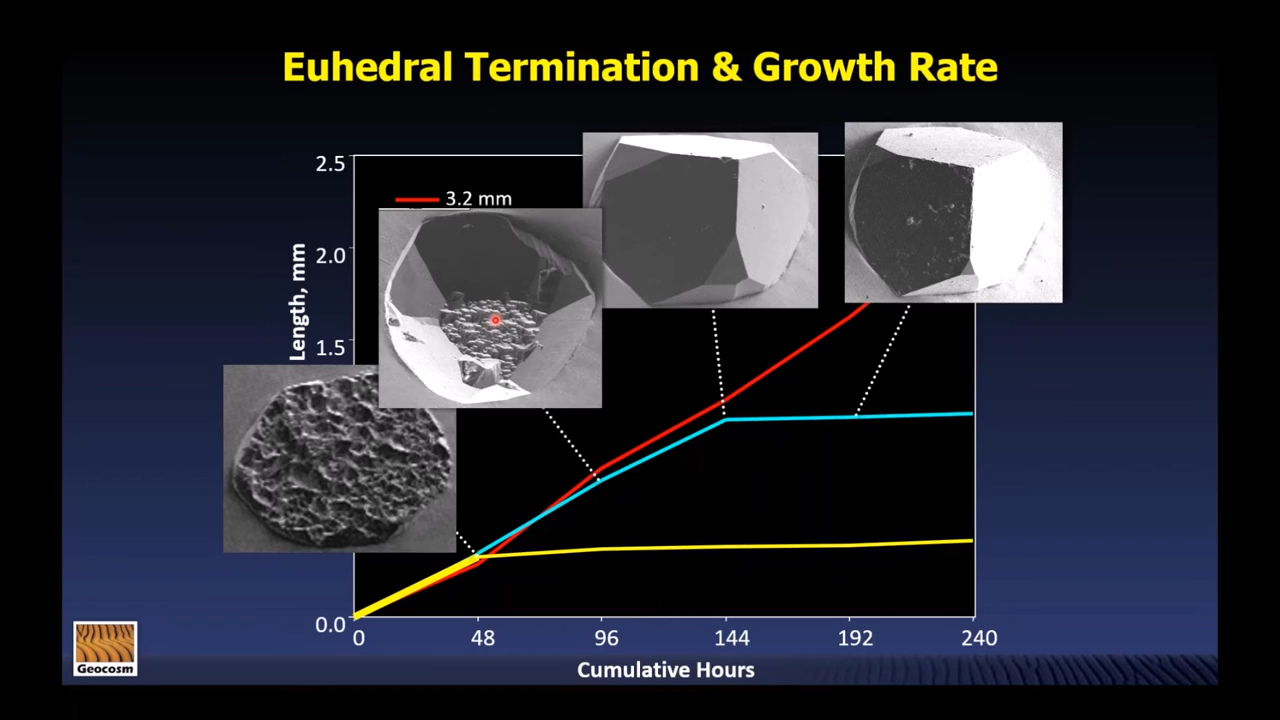 Euhedral Termination & Growth Rate
2.5
3.2 mm
2.0
Length, mm
1.5
0.0
0
48
96
144
192
240
Cumulative Hours
Geocosm